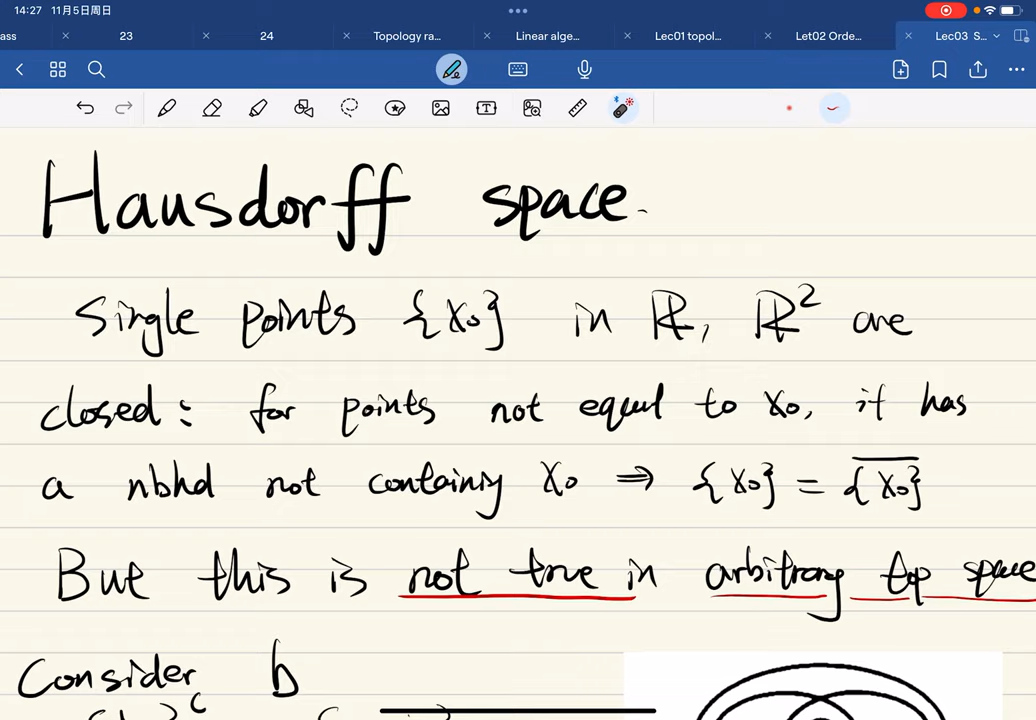 14:27 11月5日周日
ass 23 24 Topology ra... Linear alge... Lec01 topol... Let02 Orde... Lec03 S...
Hausdorff space.
Single points {x₀} in ℝ, ℝ² are
closed: for points not equal to x₀, it has
a nbhd not containing x₀ ⇒ {x₀} = \overline{{x₀}}
But this is not true in arbitrary top space
Consider b